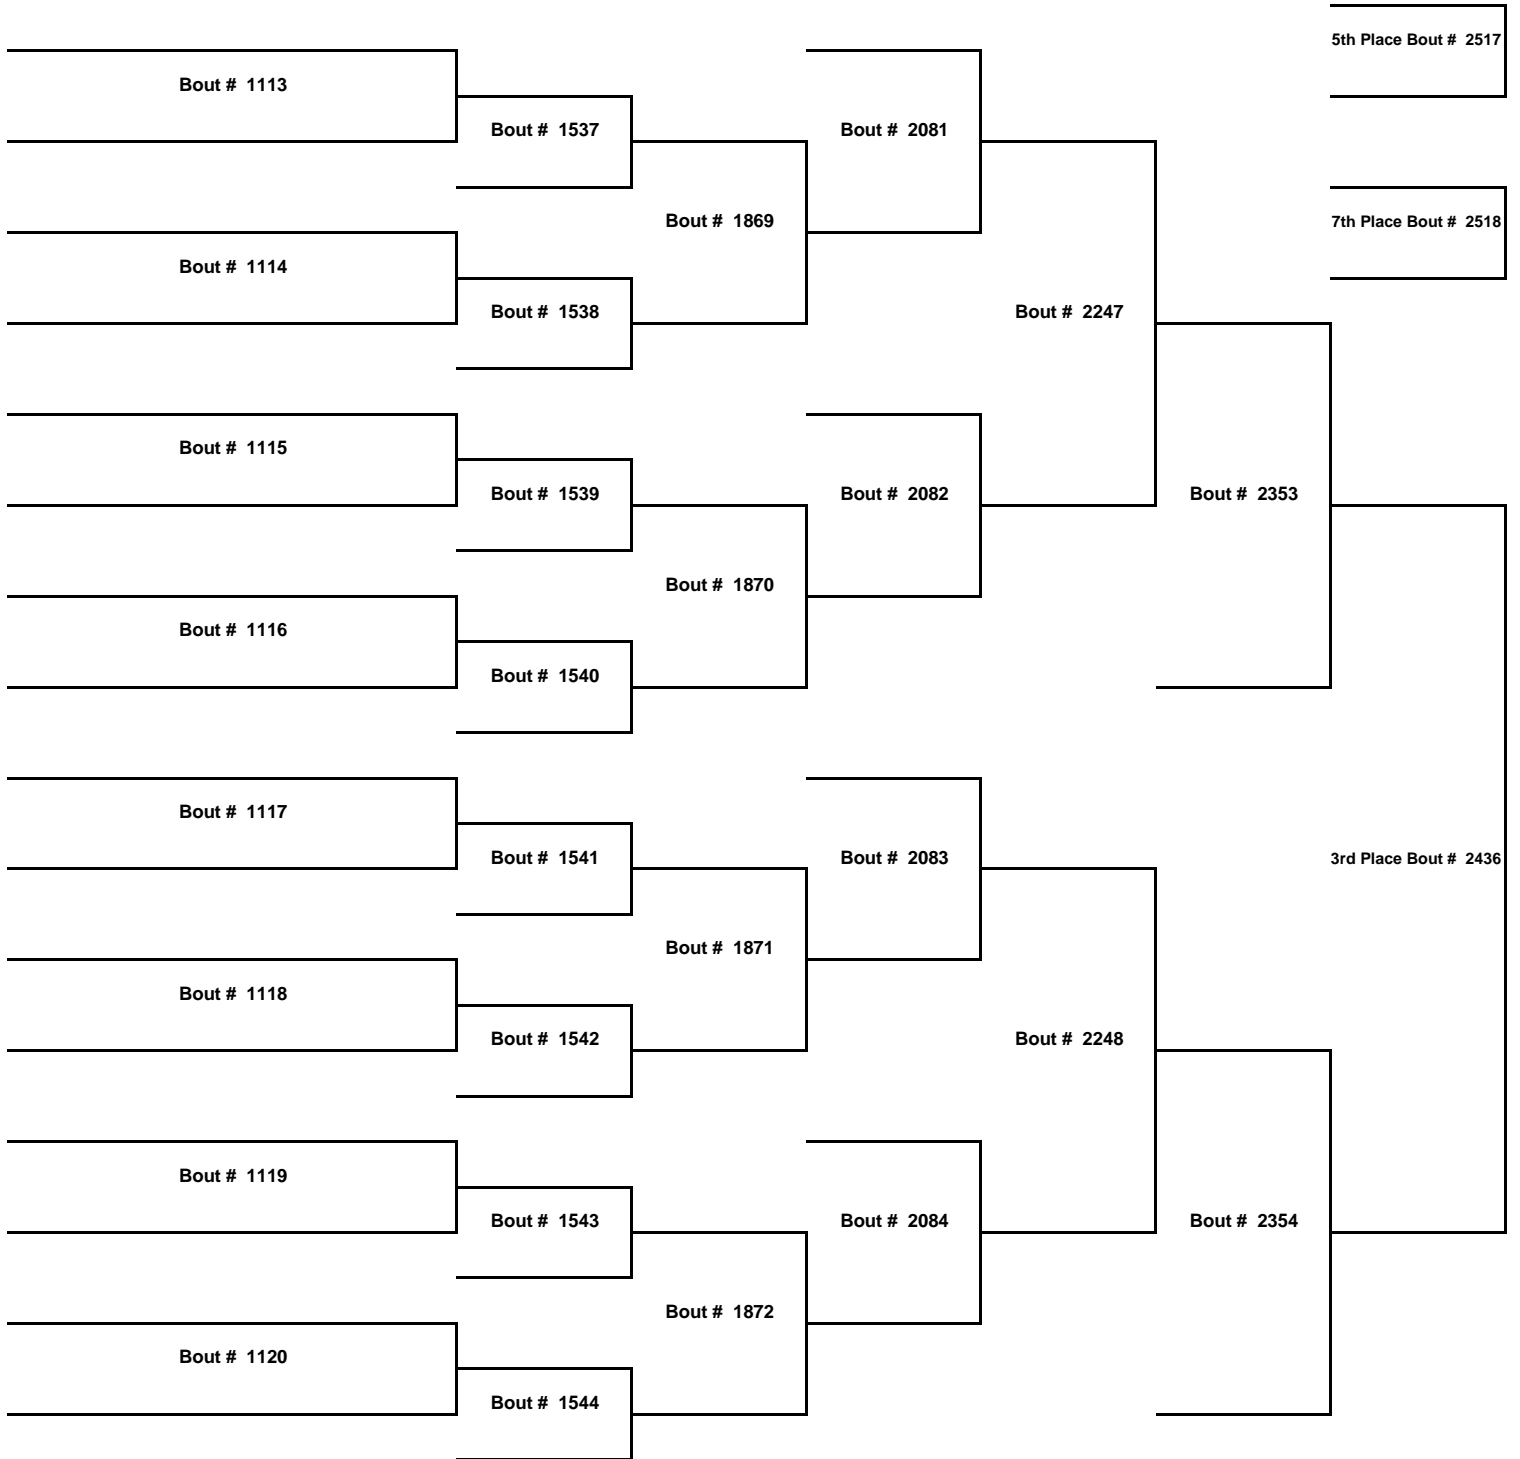 5th Place Bout #  2517
Bout #  1113
Bout #  1537
Bout #  2081
Bout #  1869
7th Place Bout #  2518
Bout #  1114
Bout #  1538
Bout #  2247
Bout #  1115
Bout #  1539
Bout #  2082
Bout #  2353
Bout #  1870
Bout #  1116
Bout #  1540
Bout #  1117
Bout #  1541
Bout #  2083
3rd Place Bout #  2436
Bout #  1871
Bout #  1118
Bout #  1542
Bout #  2248
Bout #  1119
Bout #  1543
Bout #  2084
Bout #  2354
Bout #  1872
Bout #  1120
Bout #  1544